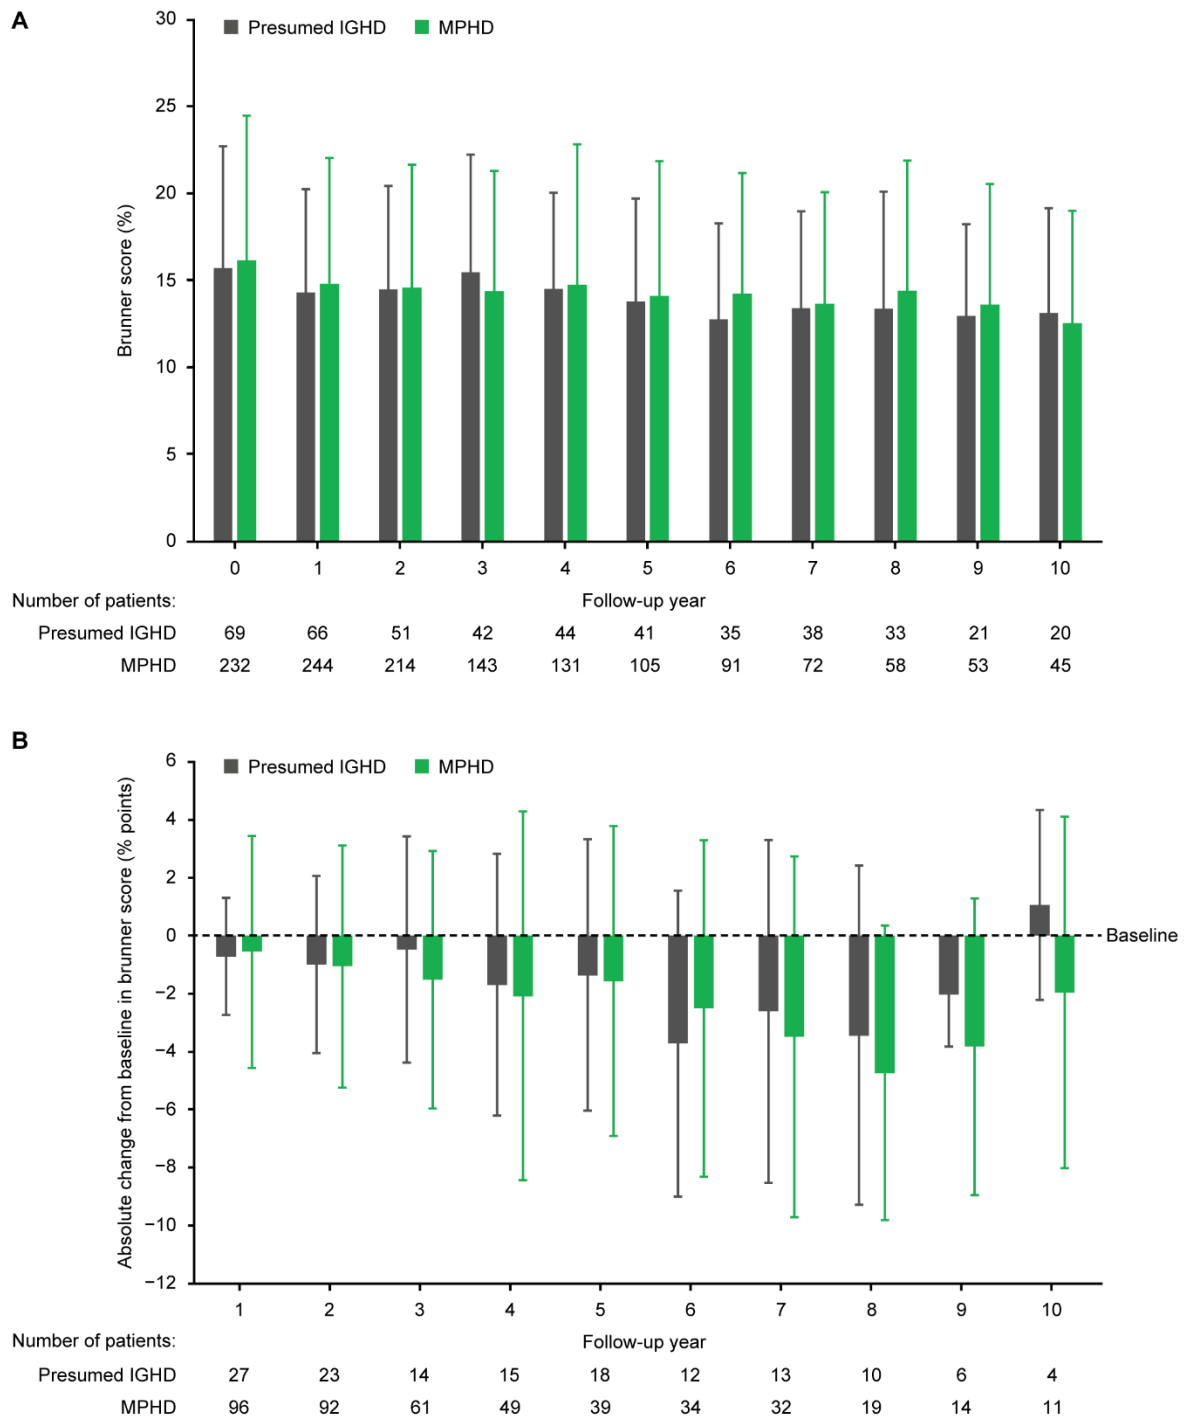 A
Presumed IGHD MPHD
Brunner score (%)
30
25
20
15
10
5
0
0 1 2 3 4 5 6 7 8 9 10
Number of patients: Follow-up year
Presumed IGHD 69 66 51 42 44 41 35 38 33 21 20
MPHD 232 244 214 143 131 105 91 72 58 53 45
B
Presumed IGHD MPHD
Absolute change from baseline in brunner score (% points)
6
4
2
0 Baseline
−2
−4
−6
−8
−10
−12
1 2 3 4 5 6 7 8 9 10
Number of patients: Follow-up year
Presumed IGHD 27 23 14 15 18 12 13 10 6 4
MPHD 96 92 61 49 39 34 32 19 14 11